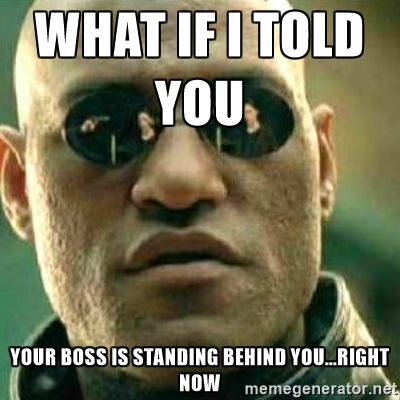 WHAT IF I TOLD
YOU
YOUR BOSS IS STANDING BEHIND YOU...RIGHT
NOW
memegenerator.net